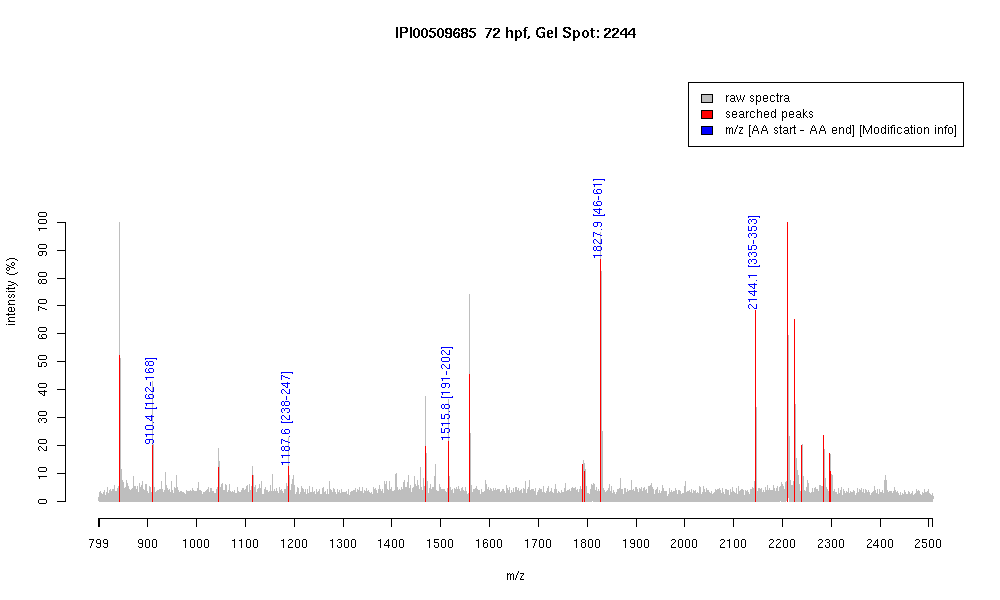 IPI00509685 72 hpf, Gel Spot: 2244
raw spectra
searched peaks
m/z [AA start - AA end] [Modification info]
intensity (%)
100
90
80
70
60
50
40
30
20
10
0
910.4 [162-168]
1187.6 [238-247]
1515.8 [191-202]
1827.9 [46-61]
2144.1 [335-353]
799 900 1000 1100 1200 1300 1400 1500 1600 1700 1800 1900 2000 2100 2200 2300 2400 2500
m/z